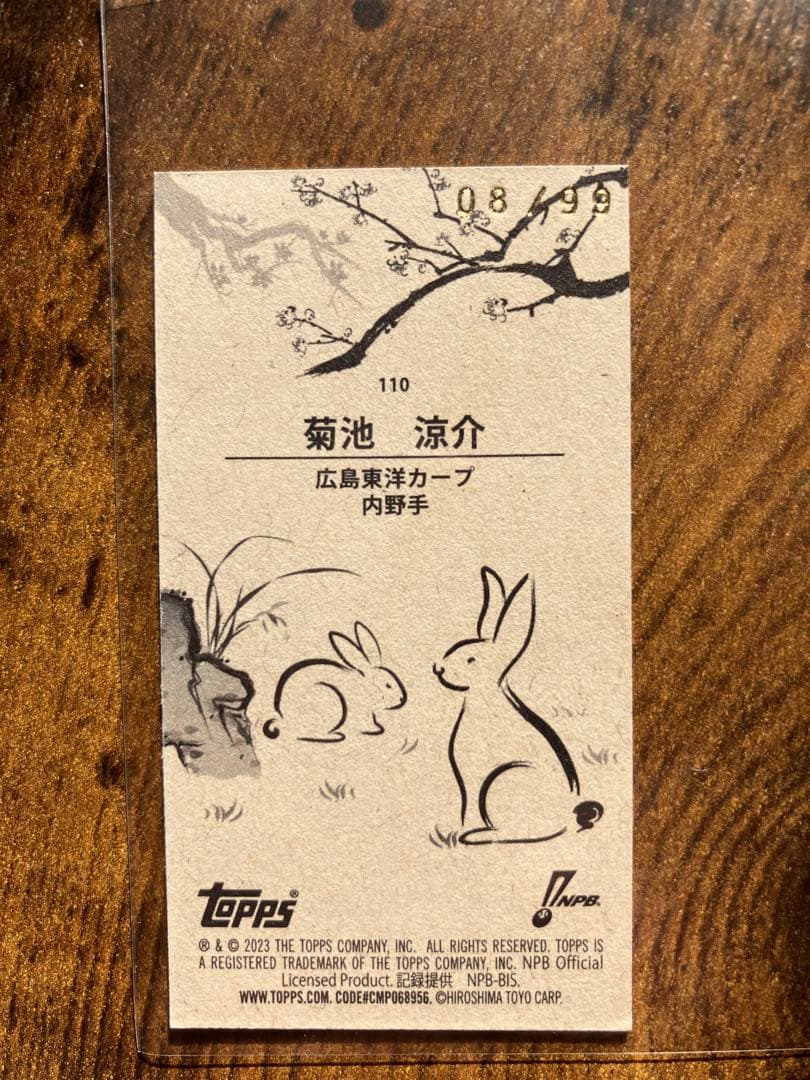 08/99
110
菊池 涼介
広島東洋カープ
内野手
topps®
NPB.
® & © 2023 THE TOPPS COMPANY, INC. ALL RIGHTS RESERVED. TOPPS IS
A REGISTERED TRADEMARK OF THE TOPPS COMPANY, INC. NPB Official
Licensed Product. 記録提供 NPB-BIS.
WWW.TOPPS.COM. CODE#CMP068956. ©HIROSHIMA TOYO CARP.